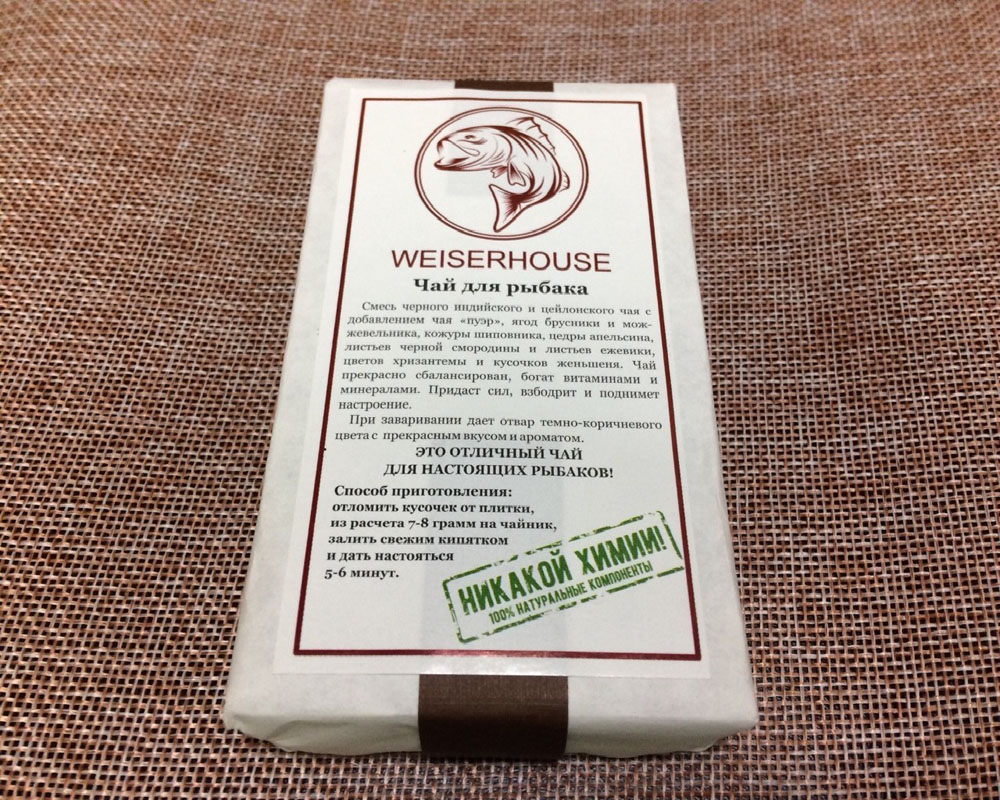 WEISERHOUSE
Чай для рыбака
Смесь черного индийского и цейлонского чая с
добавлением чая «пуэр», ягод брусники и мож-
жевельника, кожуры шиповника, цедры апельсина,
листьев черной смородины и листьев ежевики,
цветов хризантемы и кусочков женьшеня. Чай
прекрасно сбалансирован, богат витаминами и
минералами. Придаст сил, взбодрит и поднимет
настроение.
При заваривании дает отвар темно-коричневого
цвета с прекрасным вкусом и ароматом.
ЭТО ОТЛИЧНЫЙ ЧАЙ
ДЛЯ НАСТОЯЩИХ РЫБАКОВ!
Способ приготовления:
отломить кусочек от плитки,
из расчета 7-8 грамм на чайник,
залить свежим кипятком
и дать настояться
5-6 минут.
НИКАКОЙ ХИМИИ!
100% НАТУРАЛЬНЫЕ КОМПОНЕНТЫ